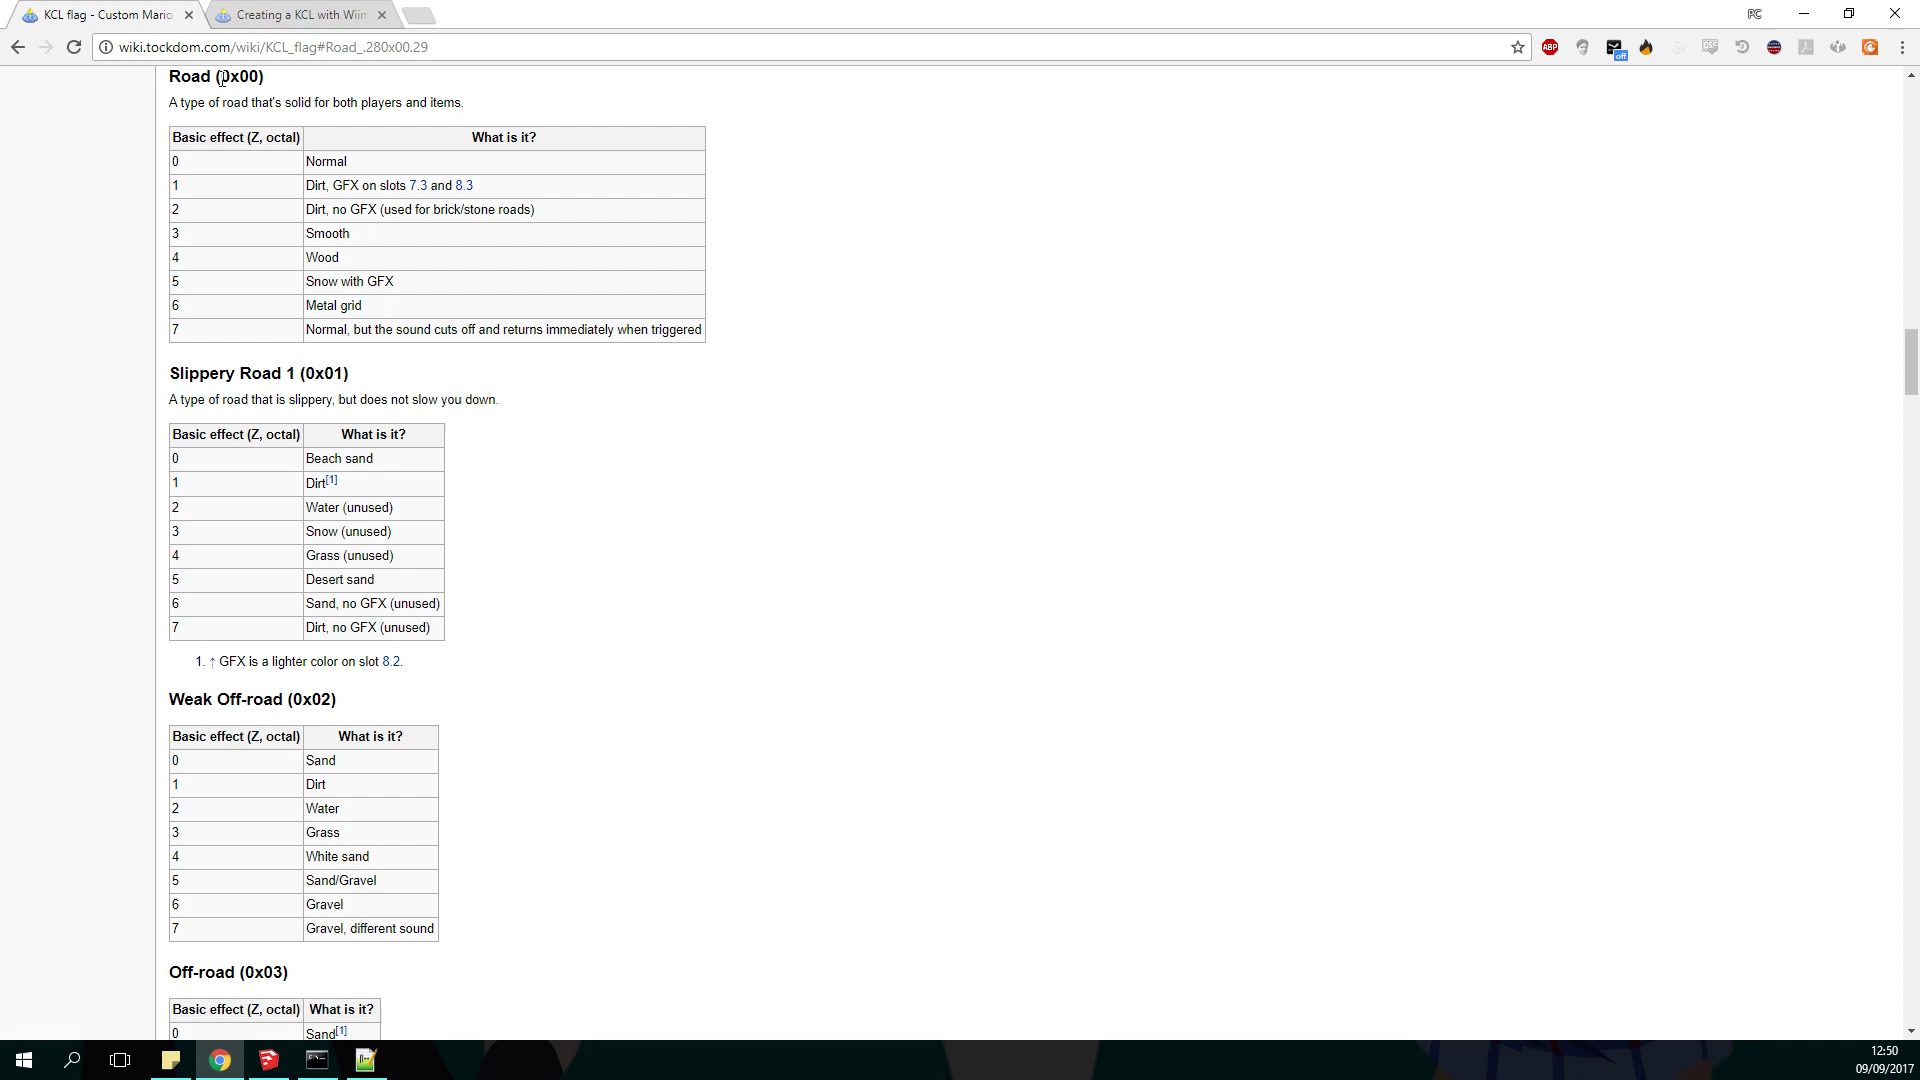 KCL flag - Custom Mario
Creating a KCL with Wiim
PC
wiki.tockdom.com/wiki/KCL_flag#Road_.280x00.29
ABP
off
Road (0x00)
A type of road that's solid for both players and items.
Basic effect (Z, octal) What is it?
0 Normal
1 Dirt, GFX on slots 7.3 and 8.3
2 Dirt, no GFX (used for brick/stone roads)
3 Smooth
4 Wood
5 Snow with GFX
6 Metal grid
7 Normal, but the sound cuts off and returns immediately when triggered
Slippery Road 1 (0x01)
A type of road that is slippery, but does not slow you down.
Basic effect (Z, octal) What is it?
0 Beach sand
1 Dirt[1]
2 Water (unused)
3 Snow (unused)
4 Grass (unused)
5 Desert sand
6 Sand, no GFX (unused)
7 Dirt, no GFX (unused)
1. ↑ GFX is a lighter color on slot 8.2.
Weak Off-road (0x02)
Basic effect (Z, octal) What is it?
0 Sand
1 Dirt
2 Water
3 Grass
4 White sand
5 Sand/Gravel
6 Gravel
7 Gravel, different sound
Off-road (0x03)
Basic effect (Z, octal) What is it?
0 Sand[1]
12:50
09/09/2017